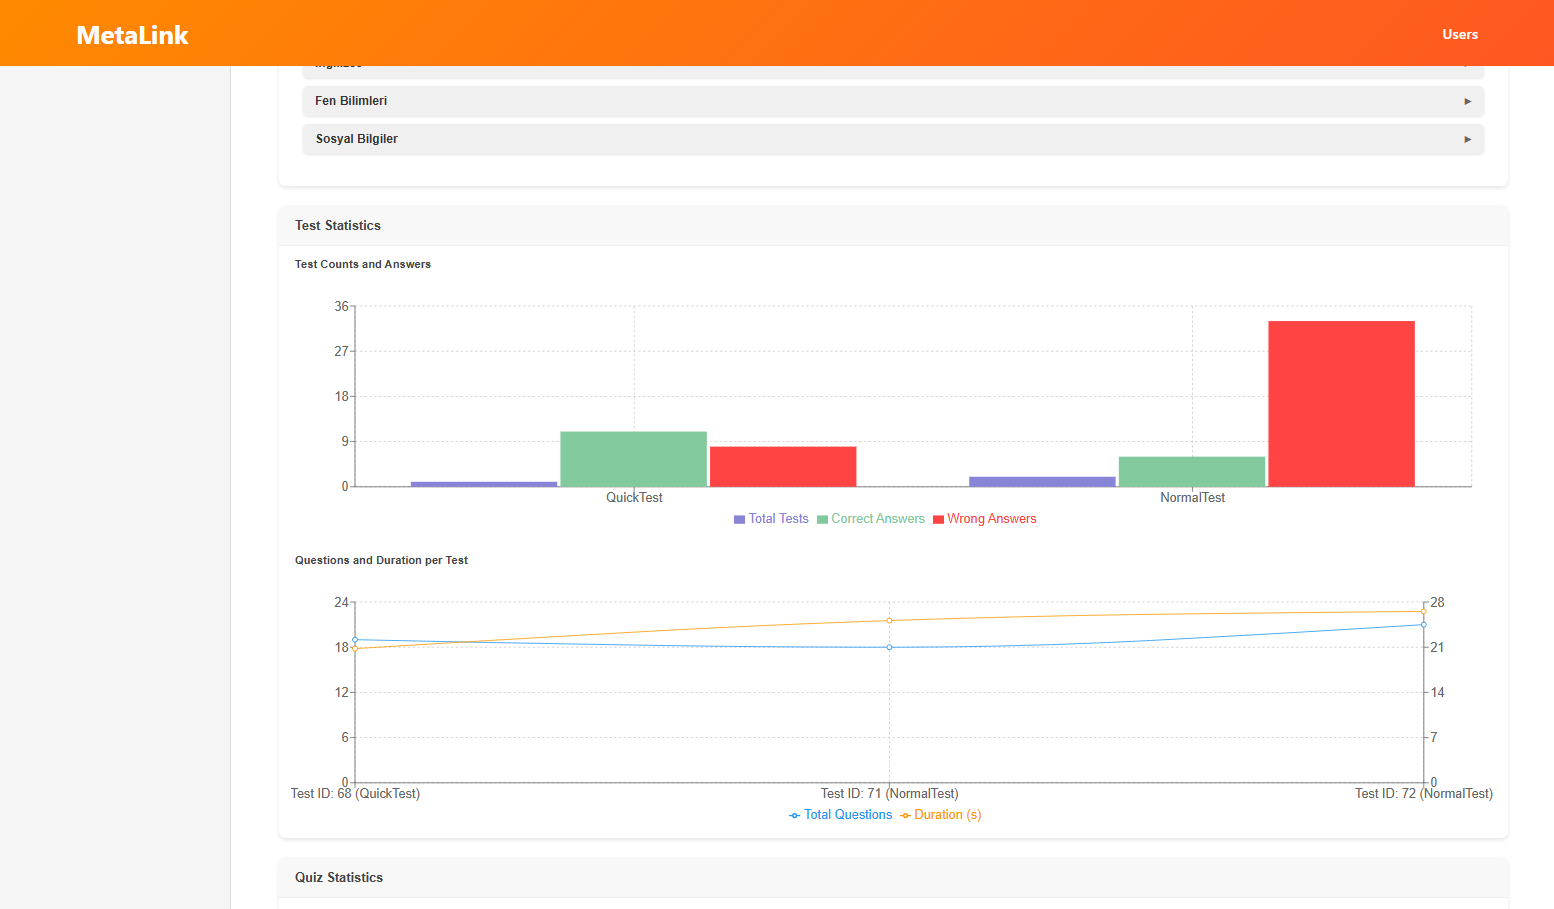 MetaLink
Users
Fen Bilimleri
Sosyal Bilgiler
Test Statistics
Test Counts and Answers
36
27
18
9
0
QuickTest
NormalTest
Total Tests
Correct Answers
Wrong Answers
Questions and Duration per Test
24
18
12
6
0
28
21
14
7
0
Test ID: 68 (QuickTest)
Test ID: 71 (NormalTest)
Test ID: 72 (NormalTest)
Total Questions
Duration (s)
Quiz Statistics